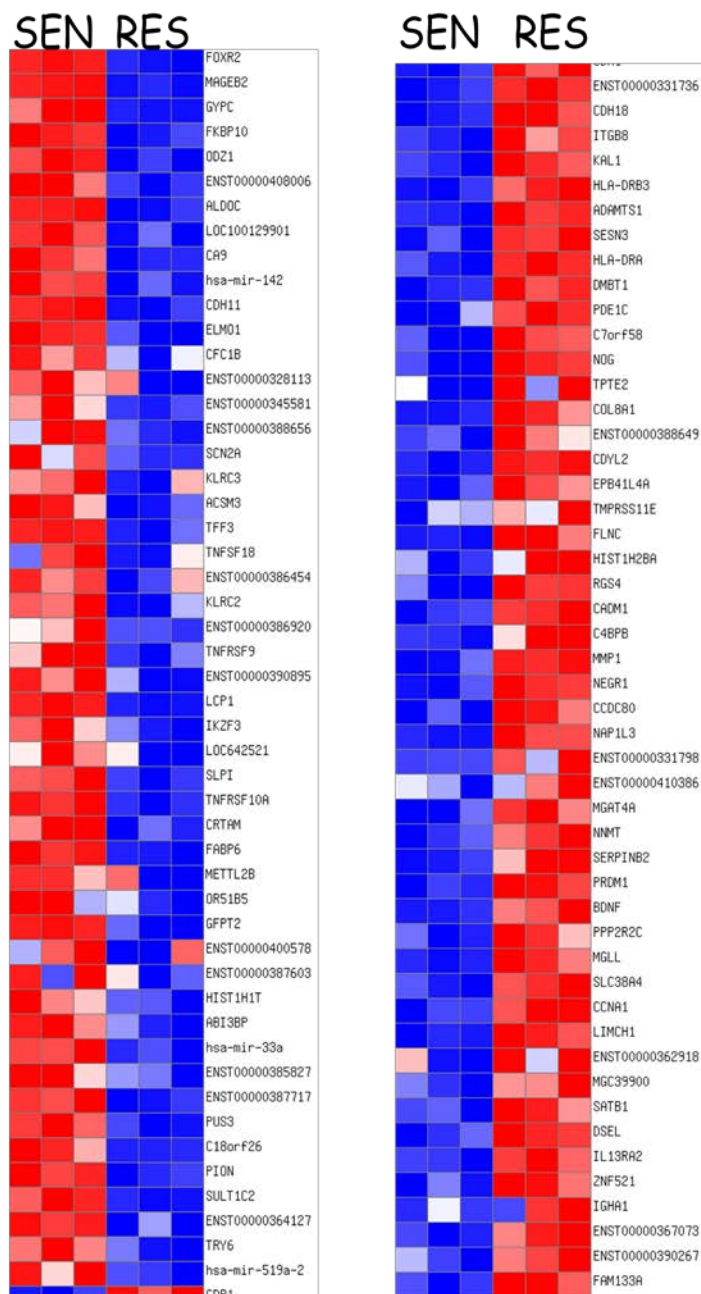 SEN RES
FOXR2
MAGEB2
GYPC
FKBP10
ODZ1
ENST00000408006
ALDOC
LOC100129901
CA9
hsa-mir-142
CDH11
ELMO1
CFC1B
ENST00000328113
ENST00000345581
ENST00000388656
SCN2A
KLRC3
ACSM3
TFF3
TNFSF18
ENST00000386454
KLRC2
ENST00000386920
TNFRSF9
ENST00000390895
LCP1
IKZF3
LOC642521
SLPI
TNFRSF10A
CRTAM
FABP6
METTL2B
OR51B5
GFPT2
ENST00000400578
ENST00000387603
HIST1H1T
ABI3BP
hsa-mir-33a
ENST00000385827
ENST00000387717
PUS3
C18orf26
PION
SULT1C2
ENST00000364127
TRY6
hsa-mir-519a-2
SEN RES
ENST00000331736
CDH18
ITGB8
KAL1
HLA-DRB3
ADAMTS1
SESN3
HLA-DRA
DMBT1
PDE1C
C7orf58
NOG
TPTE2
COL8A1
ENST00000388649
CDYL2
EPB41L4A
TMPRSS11E
FLNC
HIST1H2BA
RGS4
CADM1
C4BPB
MMP1
NEGR1
CCDC80
NAP1L3
ENST00000331798
ENST00000410386
MGAT4A
NNMT
SERPINB2
PRDM1
BDNF
PPP2R2C
MGLL
SLC38A4
CCNA1
LIMCH1
ENST00000362918
MGC39900
SATB1
DSEL
IL13RA2
ZNF521
IGHA1
ENST00000367073
ENST00000390267
FAM133A